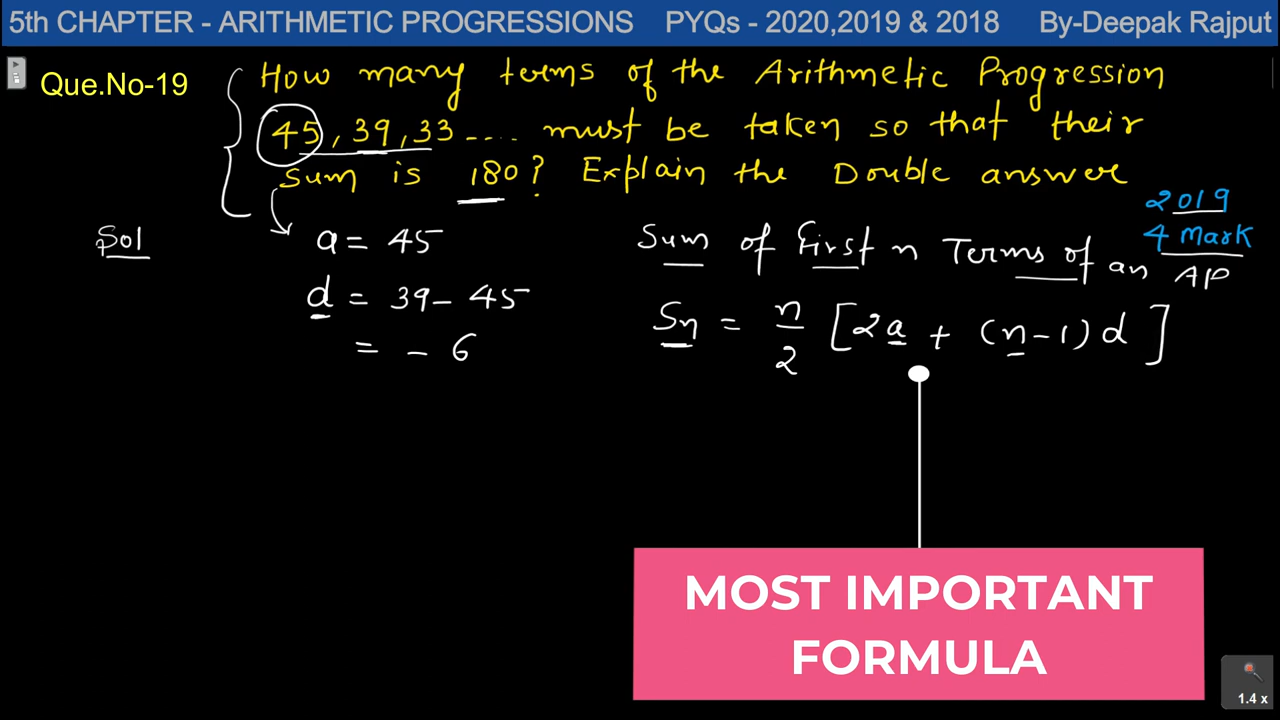 5th CHAPTER - ARITHMETIC PROGRESSIONS PYQs - 2020,2019 & 2018 By-Deepak Rajput
Que.No-19
How many terms of the Arithmetic Progression
45, 39, 33 .... must be taken so that their
sum is 180? Explain the Double answer
2019
4 Mark
Sol
a = 45
d = 39 - 45
= - 6
Sum of First n Terms of an AP
Sn = n/2 [2a + (n-1)d]
MOST IMPORTANT
FORMULA
1.4 x